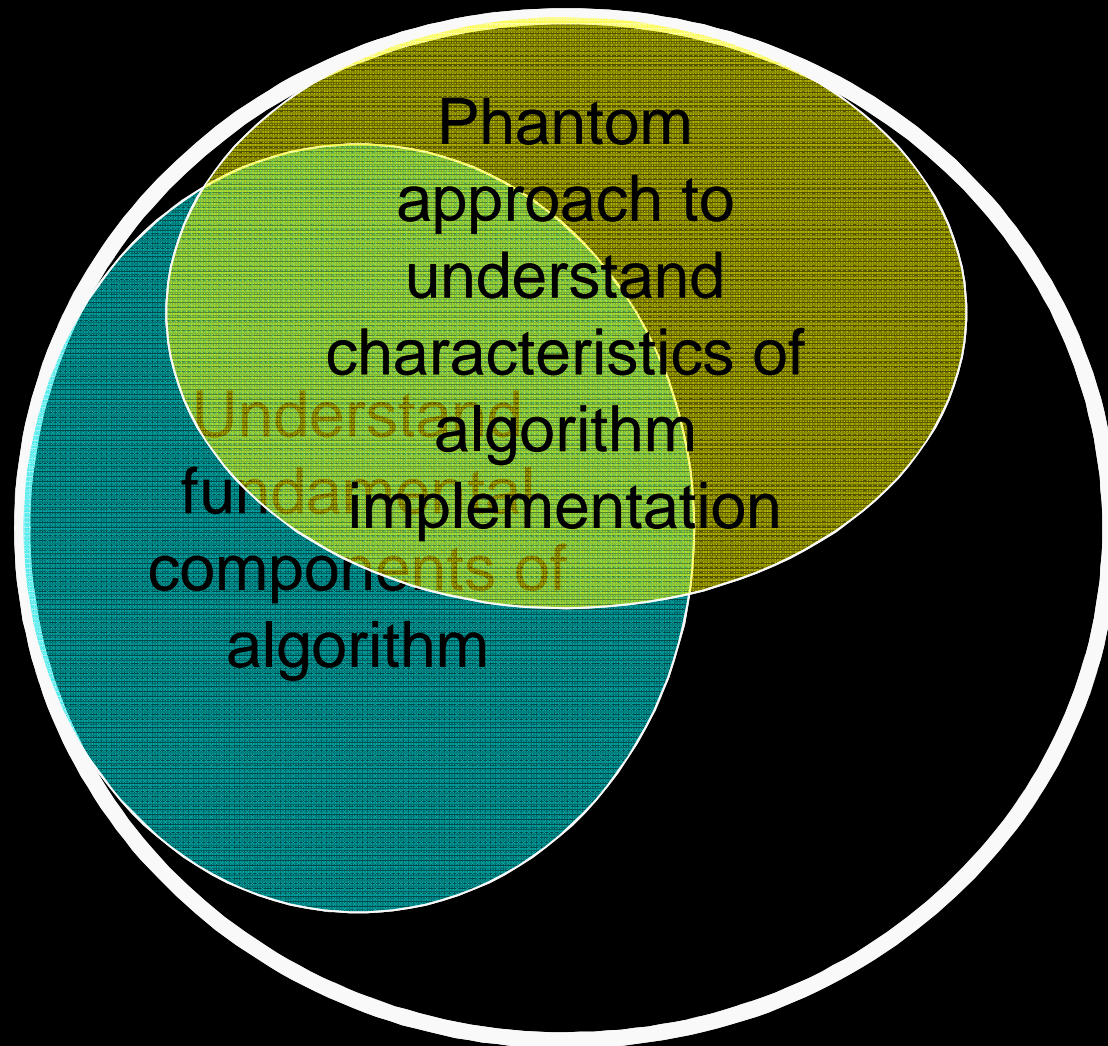 Phantom
approach to
understand
characteristics of
algorithm
implementation
Understand
fundamental
components of
algorithm